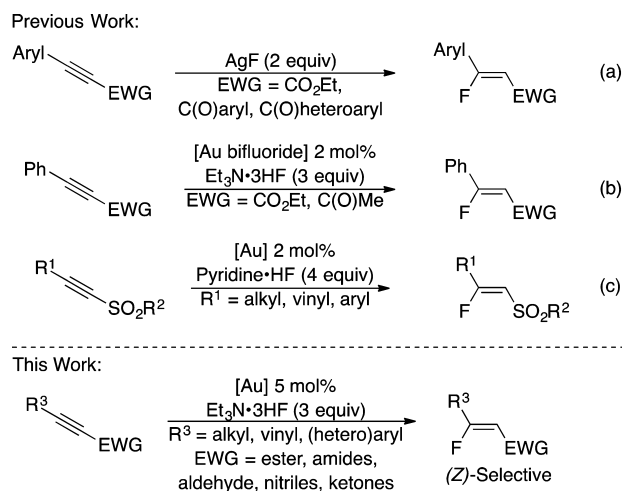 Previous Work:
Aryl
EWG
AgF (2 equiv)
EWG = CO₂Et,
C(O)aryl, C(O)heteroaryl
Aryl
F
EWG
(a)
Ph
EWG
[Au bifluoride] 2 mol%
Et₃N•3HF (3 equiv)
EWG = CO₂Et, C(O)Me
Ph
F
EWG
(b)
R¹
SO₂R²
[Au] 2 mol%
Pyridine•HF (4 equiv)
R¹ = alkyl, vinyl, aryl
R¹
F
SO₂R²
(c)
This Work:
R³
EWG
[Au] 5 mol%
Et₃N•3HF (3 equiv)
R³ = alkyl, vinyl, (hetero)aryl
EWG = ester, amides,
aldehyde, nitriles, ketones
R³
F
EWG
(Z)-Selective